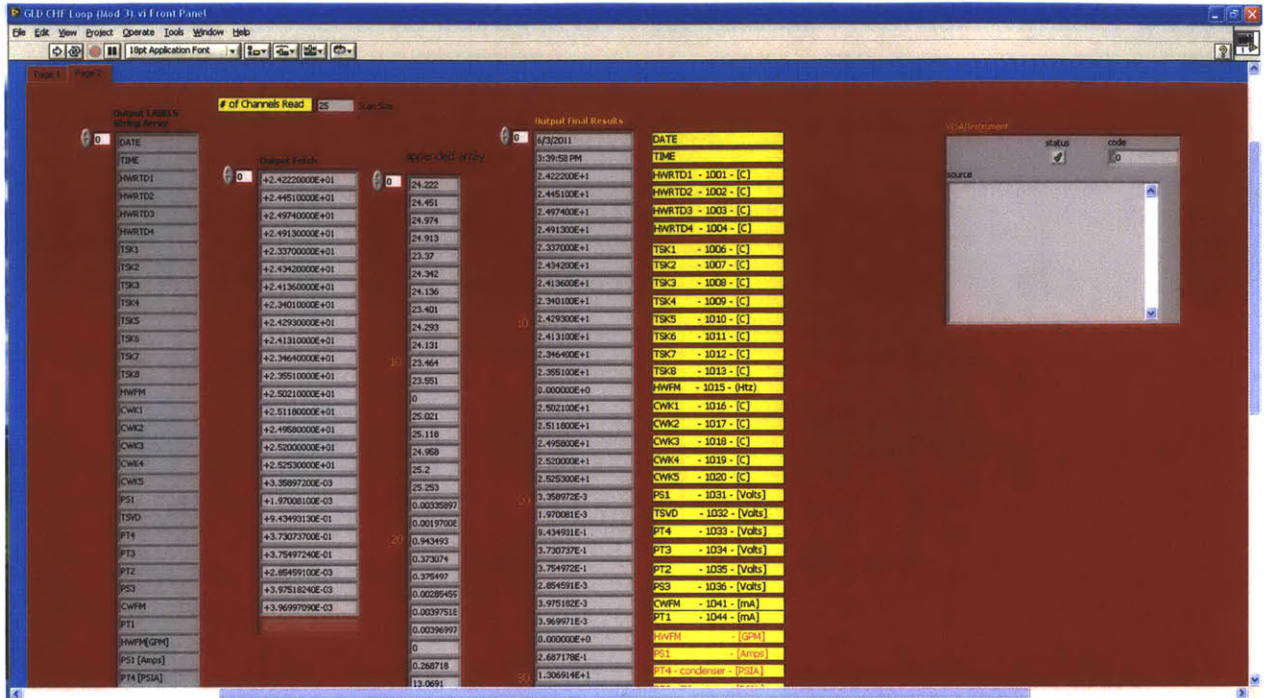 GLD CHF Loop (Mod 3).vi Front Panel
File Edit View Project Operate Tools Window Help
18pt Application Font
Page 1 Page 2
# of Channels Read 25 Scan Size
Output LABELS
String Array
0
DATE
TIME
HWRTD1
HWRTD2
HWRTD3
HWRTD4
TSK1
TSK2
TSK3
TSK4
TSK5
TSK6
TSK7
TSK8
HWFM
CWK1
CWK2
CWK3
CWK4
CWK5
PS1
TSVD
PT4
PT3
PT2
PS3
CWFM
PT1
HWFM[GPM]
PS1 [Amps]
PT4 [PSIA]
Output Fetch
0
+2.42220000E+01
+2.44510000E+01
+2.49740000E+01
+2.49130000E+01
+2.33700000E+01
+2.43420000E+01
+2.41360000E+01
+2.34010000E+01
+2.42930000E+01
+2.41310000E+01
+2.34640000E+01
+2.35510000E+01
+2.50210000E+01
+2.51180000E+01
+2.49580000E+01
+2.52000000E+01
+2.52530000E+01
+3.35897200E-03
+1.97008100E-03
+9.43493130E-01
+3.73073700E-01
+3.75497240E-01
+2.85459100E-03
+3.97518240E-03
+3.96997090E-03
appended array
0
24.222
24.451
24.974
24.913
23.37
24.342
24.136
23.401
24.293
24.131
10 23.464
23.551
0
25.021
25.118
24.958
25.2
25.253
0.00335897
0.00197008
20 0.943493
0.373074
0.375497
0.00285459
0.00397518
0.00396997
0
0.268718
13.0691
Output Final Results
0
6/3/2011
3:39:58 PM
2.422200E+1
2.445100E+1
2.497400E+1
2.491300E+1
2.337000E+1
2.434200E+1
2.413600E+1
2.340100E+1
10 2.429300E+1
2.413100E+1
2.346400E+1
2.355100E+1
0.000000E+0
2.502100E+1
2.511800E+1
2.495800E+1
2.520000E+1
2.525300E+1
20 3.358972E-3
1.970081E-3
9.434931E-1
3.730737E-1
3.754972E-1
2.854591E-3
3.975182E-3
3.969971E-3
0.000000E+0
2.687178E-1
30 1.306914E+1
DATE
TIME
HWRTD1 - 1001 - [C]
HWRTD2 - 1002 - [C]
HWRTD3 - 1003 - [C]
HWRTD4 - 1004 - [C]
TSK1 - 1006 - [C]
TSK2 - 1007 - [C]
TSK3 - 1008 - [C]
TSK4 - 1009 - [C]
TSK5 - 1010 - [C]
TSK6 - 1011 - [C]
TSK7 - 1012 - [C]
TSK8 - 1013 - [C]
HWFM - 1015 - (Htz)
CWK1 - 1016 - [C]
CWK2 - 1017 - [C]
CWK3 - 1018 - [C]
CWK4 - 1019 - [C]
CWK5 - 1020 - [C]
PS1 - 1031 - [Volts]
TSVD - 1032 - [Volts]
PT4 - 1033 - [Volts]
PT3 - 1034 - [Volts]
PT2 - 1035 - [Volts]
PS3 - 1036 - [Volts]
CWFM - 1041 - [mA]
PT1 - 1044 - [mA]
HWFM - [GPM]
PS1 - [Amps]
PT4 - condenser - [PSIA]
VISA/Instrument
status code
0
source